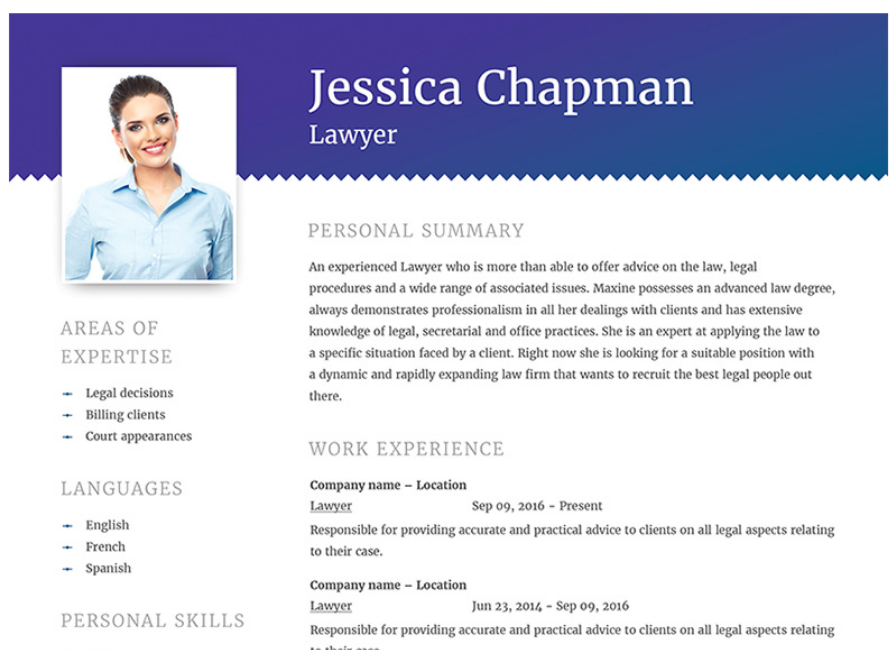 Jessica Chapman
Lawyer
AREAS OF
EXPERTISE
Legal decisions
Billing clients
Court appearances
LANGUAGES
English
French
Spanish
PERSONAL SKILLS
PERSONAL SUMMARY
An experienced Lawyer who is more than able to offer advice on the law, legal
procedures and a wide range of associated issues. Maxine possesses an advanced law degree,
always demonstrates professionalism in all her dealings with clients and has extensive
knowledge of legal, secretarial and office practices. She is an expert at applying the law to
a specific situation faced by a client. Right now she is looking for a suitable position with
a dynamic and rapidly expanding law firm that wants to recruit the best legal people out
there.
WORK EXPERIENCE
Company name – Location
Lawyer Sep 09, 2016 - Present
Responsible for providing accurate and practical advice to clients on all legal aspects relating
to their case.
Company name – Location
Lawyer Jun 23, 2014 - Sep 09, 2016
Responsible for providing accurate and practical advice to clients on all legal aspects relating
to their case